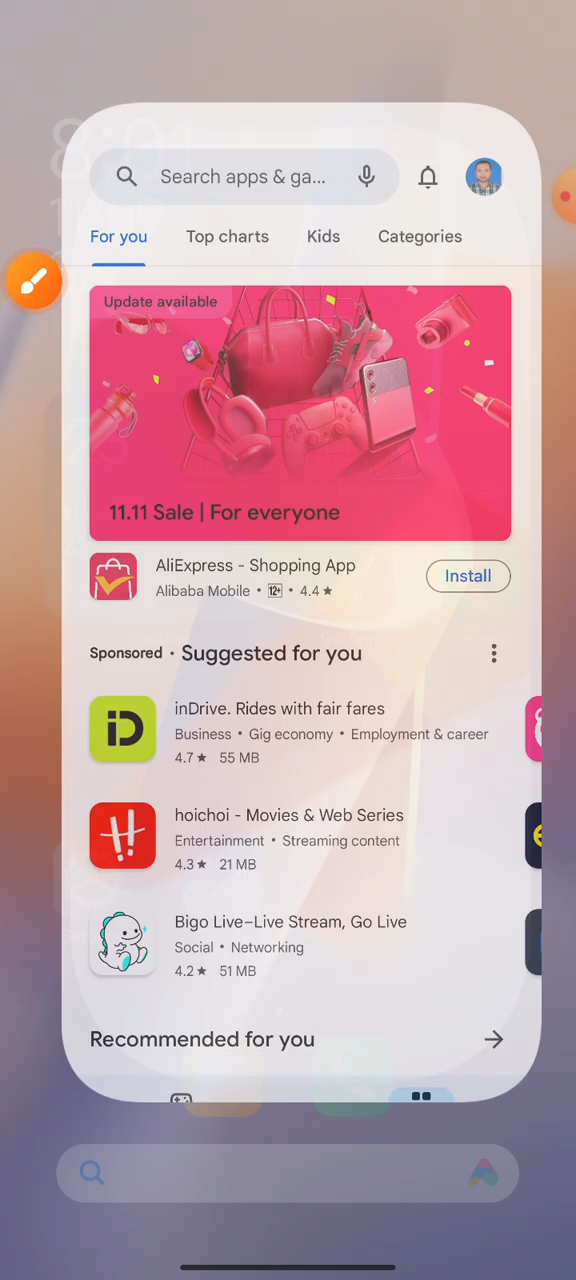 8:01
Search apps & ga...
For you Top charts Kids Categories
Update available
11.11 Sale | For everyone
AliExpress - Shopping App
Alibaba Mobile • 12+ • 4.4 ★
Install
Sponsored • Suggested for you
iD
inDrive. Rides with fair fares
Business • Gig economy • Employment & career
4.7 ★ 55 MB
hoichoi - Movies & Web Series
Entertainment • Streaming content
4.3 ★ 21 MB
Bigo Live–Live Stream, Go Live
Social • Networking
4.2 ★ 51 MB
Recommended for you